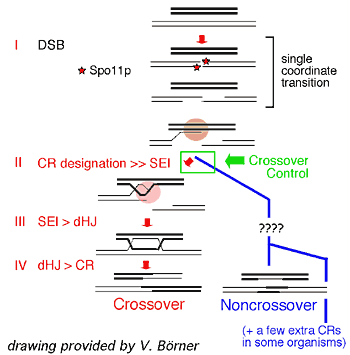 I DSB
Spo11p
single
coordinate
transition
II CR designation >> SEI
Crossover
Control
III SEI > dHJ
????
IV dHJ > CR
Crossover
Noncrossover
(+ a few extra CRs
in some organisms)
drawing provided by V. Börner